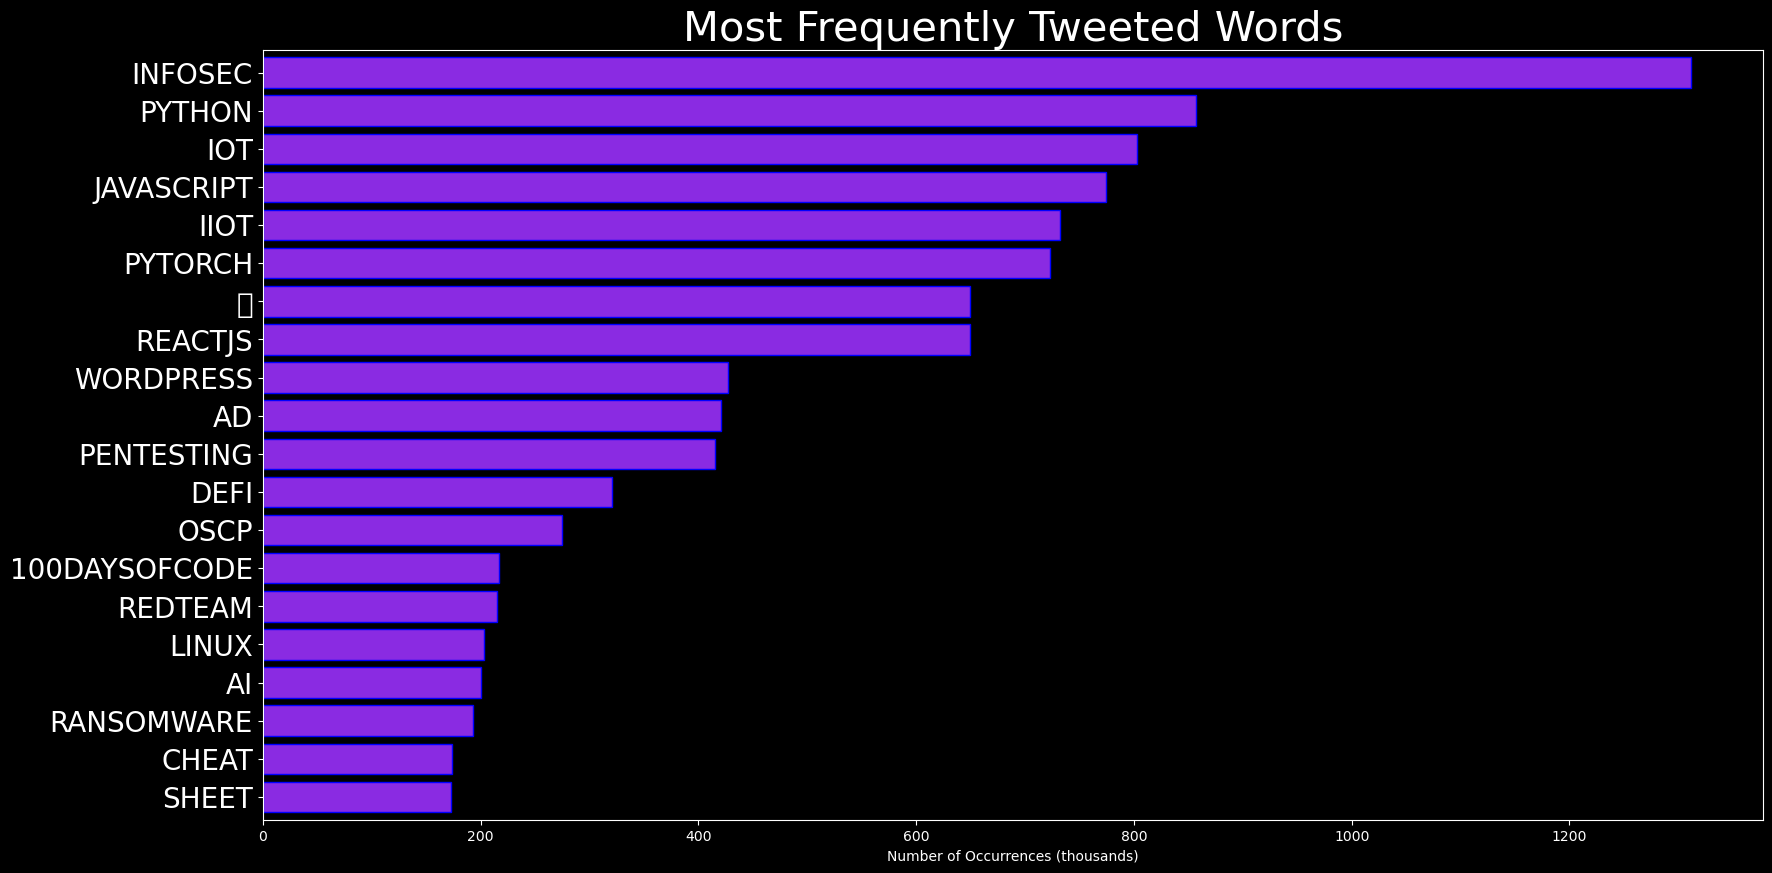 Most Frequently Tweeted Words
INFOSEC
PYTHON
IOT
JAVASCRIPT
IIOT
PYTORCH
REACTJS
WORDPRESS
AD
PENTESTING
DEFI
OSCP
100DAYSOFCODE
REDTEAM
LINUX
AI
RANSOMWARE
CHEAT
SHEET
0 200 400 600 800 1000 1200
Number of Occurrences (thousands)